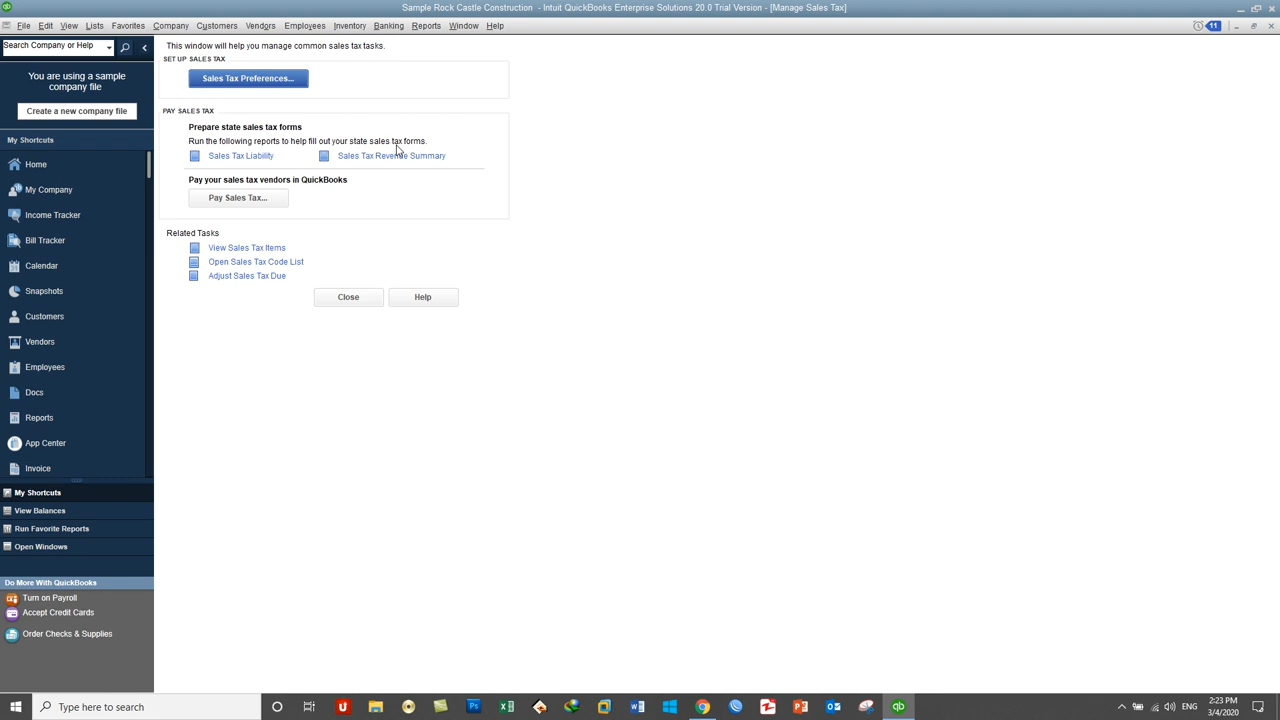 Sample Rock Castle Construction - Intuit QuickBooks Enterprise Solutions 20.0 Trial Version - [Manage Sales Tax]
File Edit View Lists Favorites Company Customers Vendors Employees Inventory Banking Reports Window Help 11
Search Company or Help
You are using a sample
company file
Create a new company file
My Shortcuts
Home
My Company
Income Tracker
Bill Tracker
Calendar
Snapshots
Customers
Vendors
Employees
Docs
Reports
App Center
Invoice
My Shortcuts
View Balances
Run Favorite Reports
Open Windows
Do More With QuickBooks
Turn on Payroll
Accept Credit Cards
Order Checks & Supplies
This window will help you manage common sales tax tasks.
SET UP SALES TAX
Sales Tax Preferences...
PAY SALES TAX
Prepare state sales tax forms
Run the following reports to help fill out your state sales tax forms.
Sales Tax Liability Sales Tax Revenue Summary
Pay your sales tax vendors in QuickBooks
Pay Sales Tax...
Related Tasks
View Sales Tax Items
Open Sales Tax Code List
Adjust Sales Tax Due
Close Help
Type here to search
2:23 PM
3/4/2020